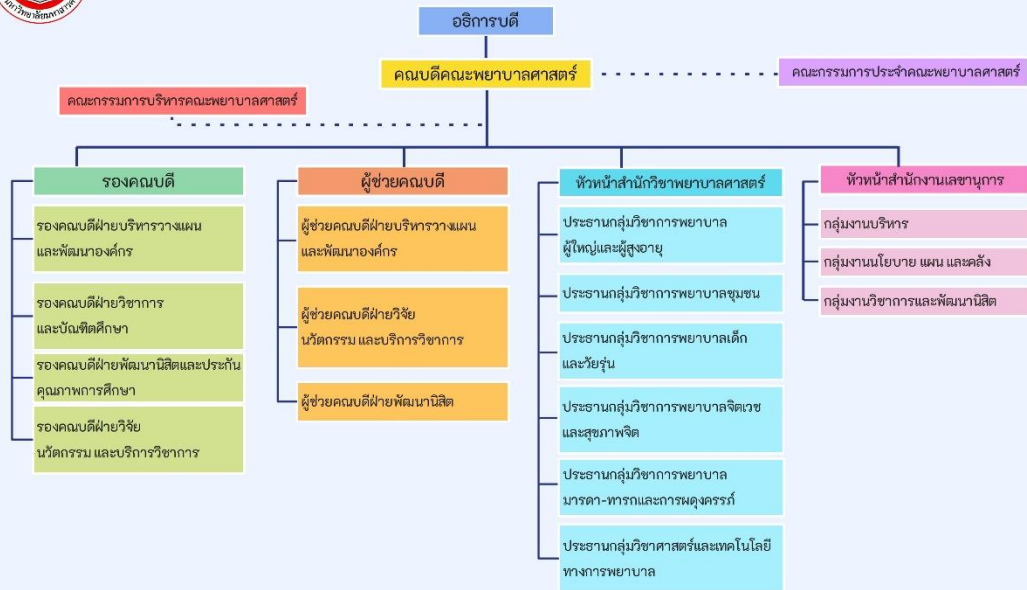 มหาวิทยาลัยมหาสารคาม
อธิการบดี
คณบดีคณะพยาบาลศาสตร์
คณะกรรมการประจำคณะพยาบาลศาสตร์
คณะกรรมการบริหารคณะพยาบาลศาสตร์
รองคณบดี
รองคณบดีฝ่ายบริหารวางแผน
และพัฒนาองค์กร
รองคณบดีฝ่ายวิชาการ
และบัณฑิตศึกษา
รองคณบดีฝ่ายพัฒนานิสิตและประกัน
คุณภาพการศึกษา
รองคณบดีฝ่ายวิจัย
นวัตกรรม และบริการวิชาการ
ผู้ช่วยคณบดี
ผู้ช่วยคณบดีฝ่ายบริหารวางแผน
และพัฒนาองค์กร
ผู้ช่วยคณบดีฝ่ายวิจัย
นวัตกรรม และบริการวิชาการ
ผู้ช่วยคณบดีฝ่ายพัฒนานิสิต
หัวหน้าสำนักวิชาพยาบาลศาสตร์
ประธานกลุ่มวิชาการพยาบาล
ผู้ใหญ่และผู้สูงอายุ
ประธานกลุ่มวิชาการพยาบาลชุมชน
ประธานกลุ่มวิชาการพยาบาลเด็ก
และวัยรุ่น
ประธานกลุ่มวิชาการพยาบาลจิตเวช
และสุขภาพจิต
ประธานกลุ่มวิชาการพยาบาล
มารดา-ทารกและการผดุงครรภ์
ประธานกลุ่มวิชาศาสตร์และเทคโนโลยี
ทางการพยาบาล
หัวหน้าสำนักงานเลขานุการ
กลุ่มงานบริหาร
กลุ่มงานนโยบาย แผน และคลัง
กลุ่มงานวิชาการและพัฒนานิสิต